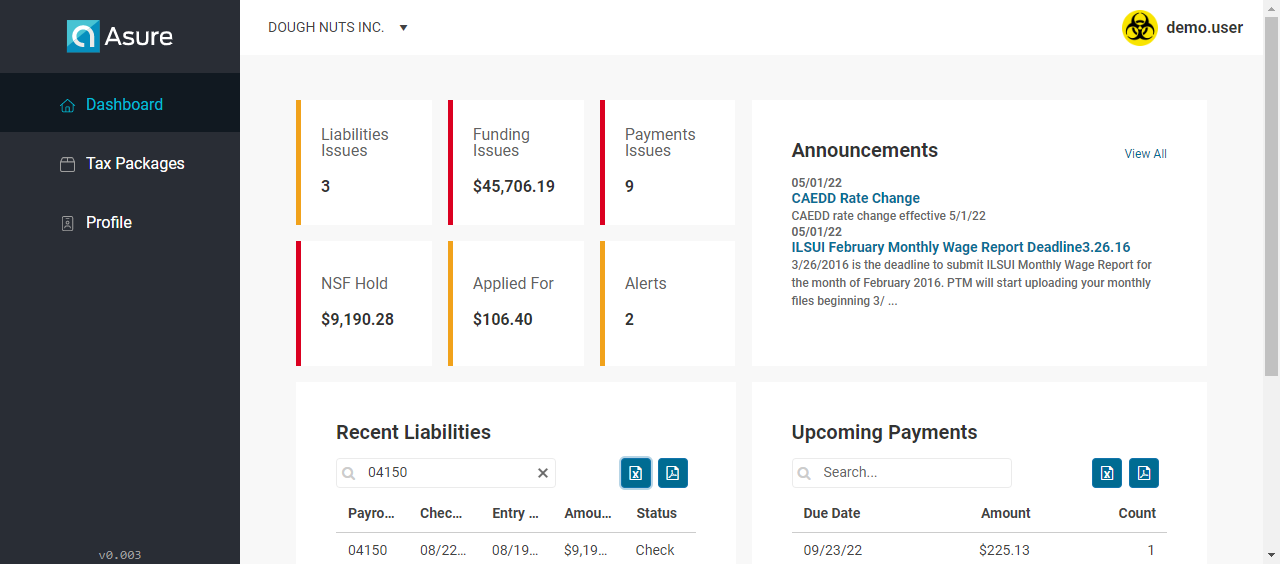 Asure
DOUGH NUTS INC.
demo.user
Dashboard
Tax Packages
Profile
v0.003
Liabilities
Issues
3
Funding
Issues
$45,706.19
Payments
Issues
9
NSF Hold
$9,190.28
Applied For
$106.40
Alerts
2
Announcements
View All
05/01/22
CAEDD Rate Change
CAEDD rate change effective 5/1/22
05/01/22
ILSUI February Monthly Wage Report Deadline3.26.16
3/26/2016 is the deadline to submit ILSUI Monthly Wage Report for
the month of February 2016. PTM will start uploading your monthly
files beginning 3/ ...
Recent Liabilities
04150
Payro... Chec... Entry ... Amou... Status
04150 08/22... 08/19... $9,19... Check
Upcoming Payments
Search...
Due Date Amount Count
09/23/22 $225.13 1